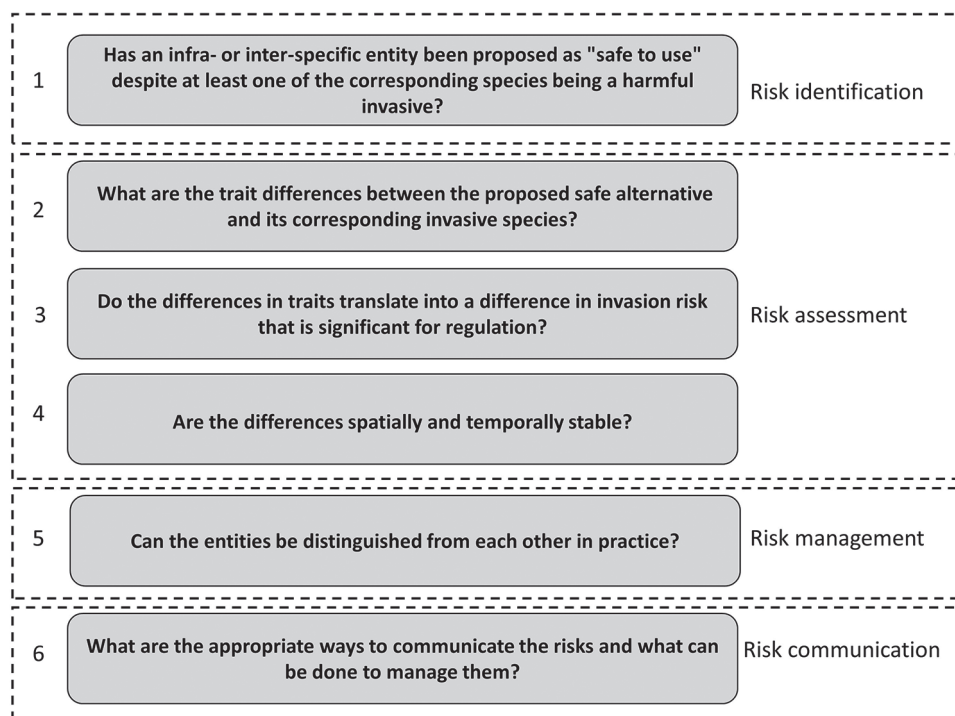 1
Has an infra- or inter-specific entity been proposed as "safe to use"
despite at least one of the corresponding species being a harmful
invasive?
Risk identification
2
What are the trait differences between the proposed safe alternative
and its corresponding invasive species?
3
Do the differences in traits translate into a difference in invasion risk
that is significant for regulation?
Risk assessment
4
Are the differences spatially and temporally stable?
5
Can the entities be distinguished from each other in practice?
Risk management
6
What are the appropriate ways to communicate the risks and what can
be done to manage them?
Risk communication